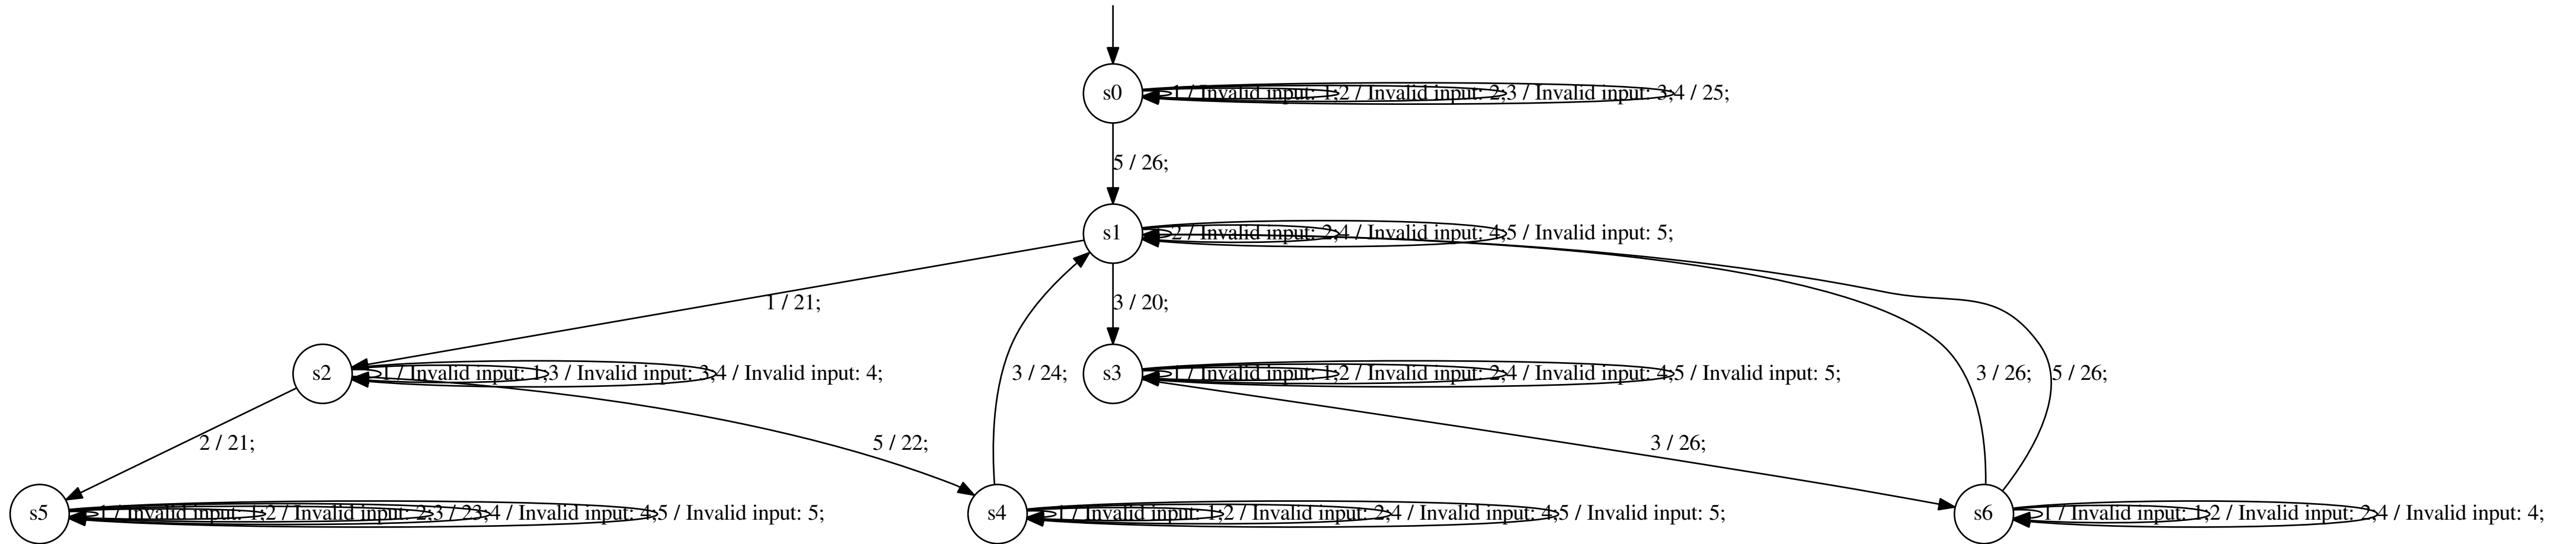 s0
1 / Invalid input: 1;
2 / Invalid input: 2;
3 / Invalid input: 3;
4 / 25;
5 / 26;
s1
2 / Invalid input: 2;
4 / Invalid input: 4;
5 / Invalid input: 5;
1 / 21;
3 / 20;
s2
1 / Invalid input: 1;
3 / Invalid input: 3;
4 / Invalid input: 4;
3 / 24;
s3
1 / Invalid input: 1;
2 / Invalid input: 2;
4 / Invalid input: 4;
5 / Invalid input: 5;
3 / 26;
5 / 26;
2 / 21;
5 / 22;
3 / 26;
s5
1 / Invalid input: 1;
2 / Invalid input: 2;
3 / 23;
4 / Invalid input: 4;
5 / Invalid input: 5;
s4
1 / Invalid input: 1;
2 / Invalid input: 2;
4 / Invalid input: 4;
5 / Invalid input: 5;
s6
1 / Invalid input: 1;
2 / Invalid input: 2;
4 / Invalid input: 4;